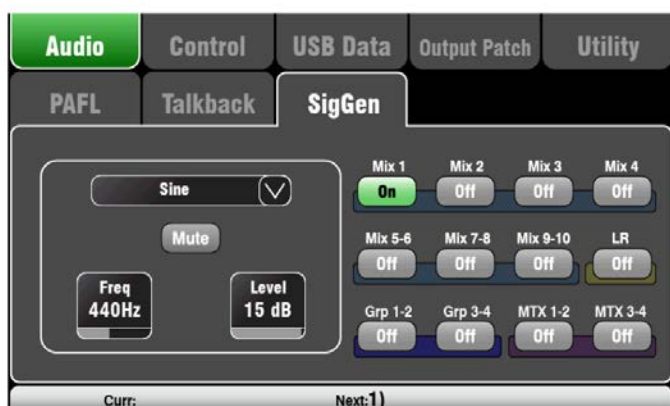 Audio Control USB Data Output Patch Utility
PAFL Talkback SigGen
Sine
Mute
Freq
440Hz
Level
15 dB
Mix 1 Mix 2 Mix 3 Mix 4
On Off Off Off
Mix 5-6 Mix 7-8 Mix 9-10 LR
Off Off Off Off
Grp 1-2 Grp 3-4 MTX 1-2 MTX 3-4
Off Off Off Off
Curr: Next:1)